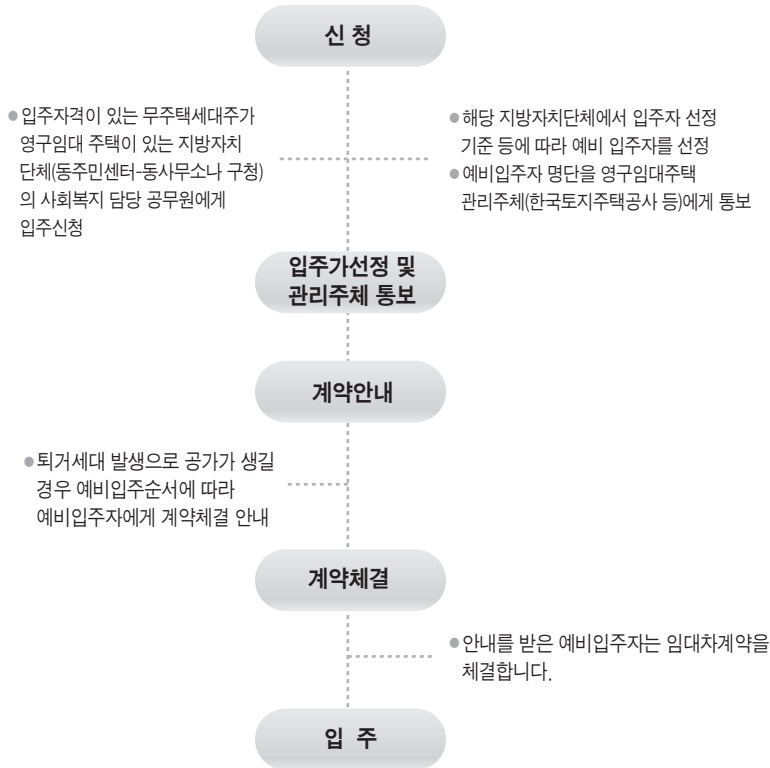 신 청
● 입주자격이 있는 무주택세대주가
영구임대 주택이 있는 지방자치
단체(동주민센터-동사무소나 구청)
의 사회복지 담당 공무원에게
입주신청
● 해당 지방자치단체에서 입주자 선정
기준 등에 따라 예비 입주자를 선정
● 예비입주자 명단을 영구임대주택
관리주체(한국토지주택공사 등)에게 통보
입주가선정 및
관리주체 통보
계약안내
● 퇴거세대 발생으로 공가가 생길
경우 예비입주순서에 따라
예비입주자에게 계약체결 안내
계약체결
● 안내를 받은 예비입주자는 임대차계약을
체결합니다.
입 주